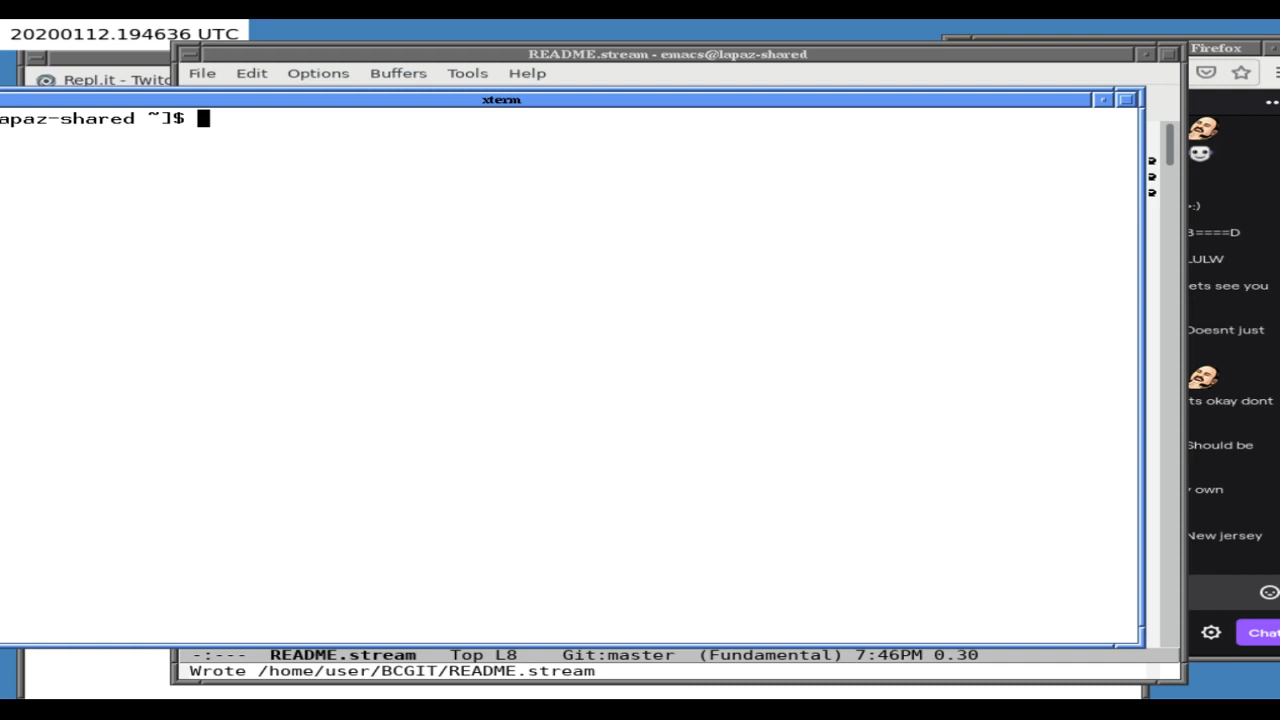 20200112.194636 UTC
README.stream - emacs@lapaz-shared
Firefox
Repl.it - Twitc
File Edit Options Buffers Tools Help
xterm
apaz-shared ~]$
:)
3====D
LULW
ets see you
Doesnt just
ts okay dont
Should be
own
New jersey
Chat
-:--- README.stream Top L8 Git:master (Fundamental) 7:46PM 0.30
Wrote /home/user/BCGIT/README.stream